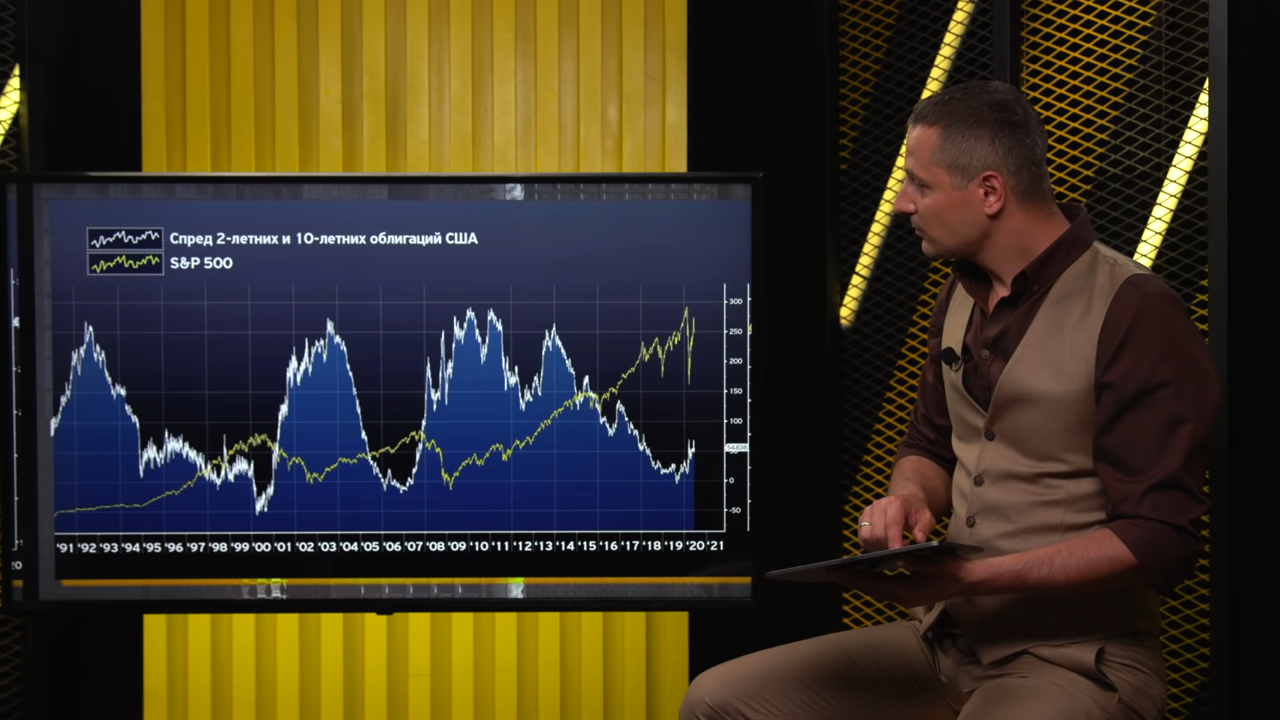 Спред 2-летних и 10-летних облигаций США
S&P 500
300
250
200
150
100
0
-50
'91 '92 '93 '94 '95 '96 '97 '98 '99 '00 '01 '02 '03 '04 '05 '06 '07 '08 '09 '10 '11 '12 '13 '14 '15 '16 '17 '18 '19 '20 '21